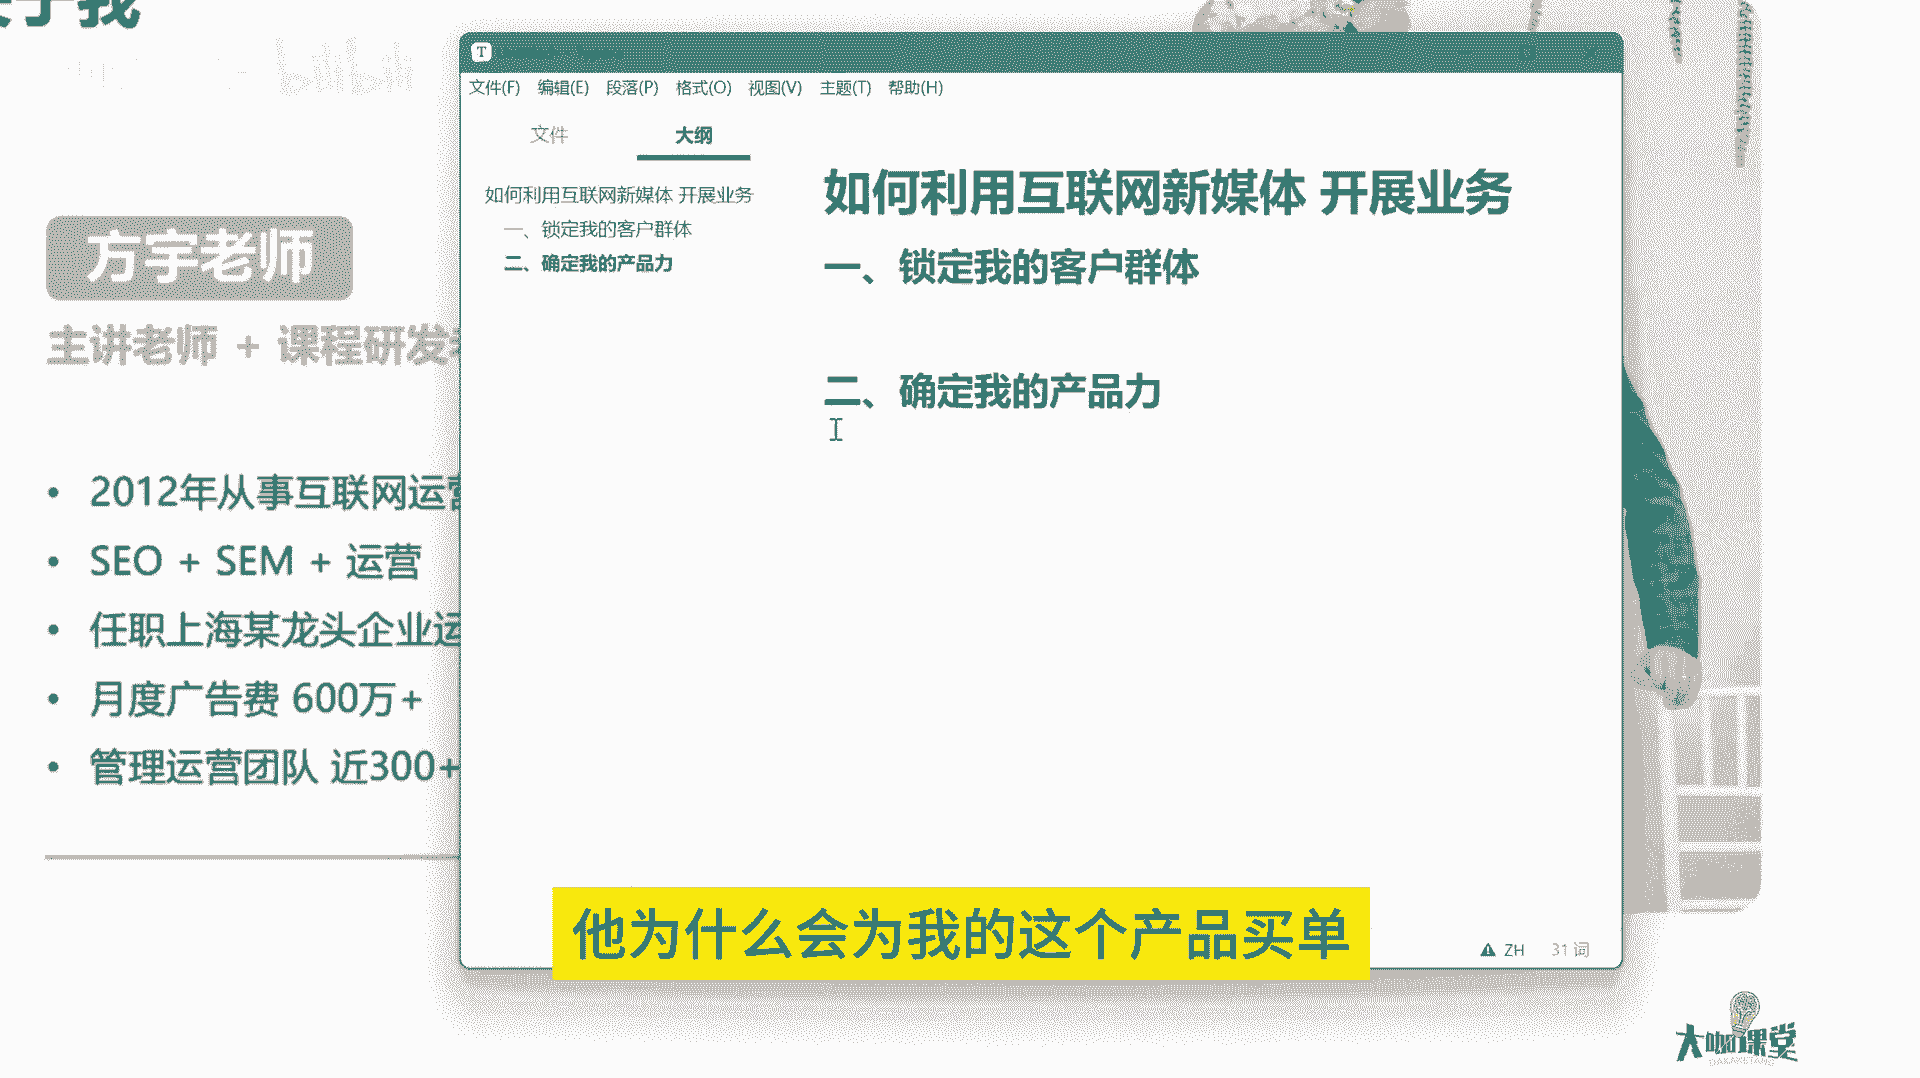 关于我
bilibili
方宇老师
主讲老师 + 课程研发
• 2012年从事互联网运营
• SEO + SEM + 运营
• 任职上海某龙头企业运
• 月度广告费 600万+
• 管理运营团队 近300+
T
文件(F) 编辑(E) 段落(P) 格式(O) 视图(V) 主题(T) 帮助(H)
文件 大纲
如何利用互联网新媒体 开展业务
一、锁定我的客户群体
二、确定我的产品力
如何利用互联网新媒体 开展业务
一、锁定我的客户群体
二、确定我的产品力
他为什么会为我的这个产品买单
ZH 31 词
大咖课堂
DAKAKETANG